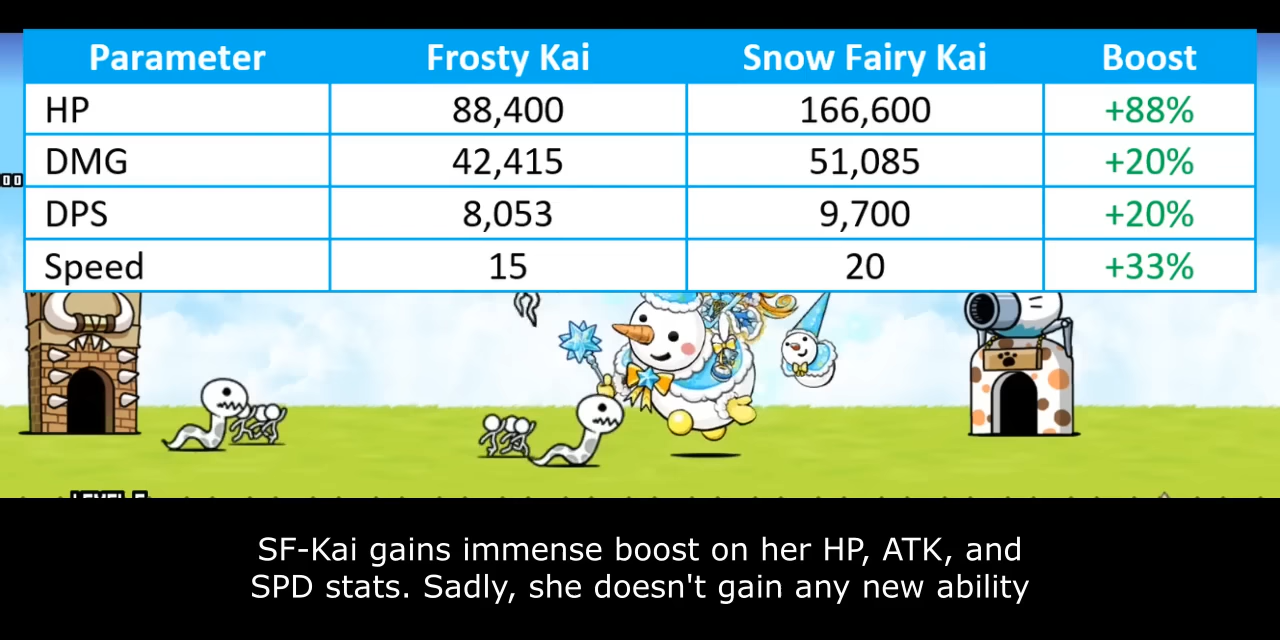 Parameter Frosty Kai Snow Fairy Kai Boost
HP 88,400 166,600 +88%
DMG 42,415 51,085 +20%
DPS 8,053 9,700 +20%
Speed 15 20 +33%
SF-Kai gains immense boost on her HP, ATK, and
SPD stats. Sadly, she doesn't gain any new ability